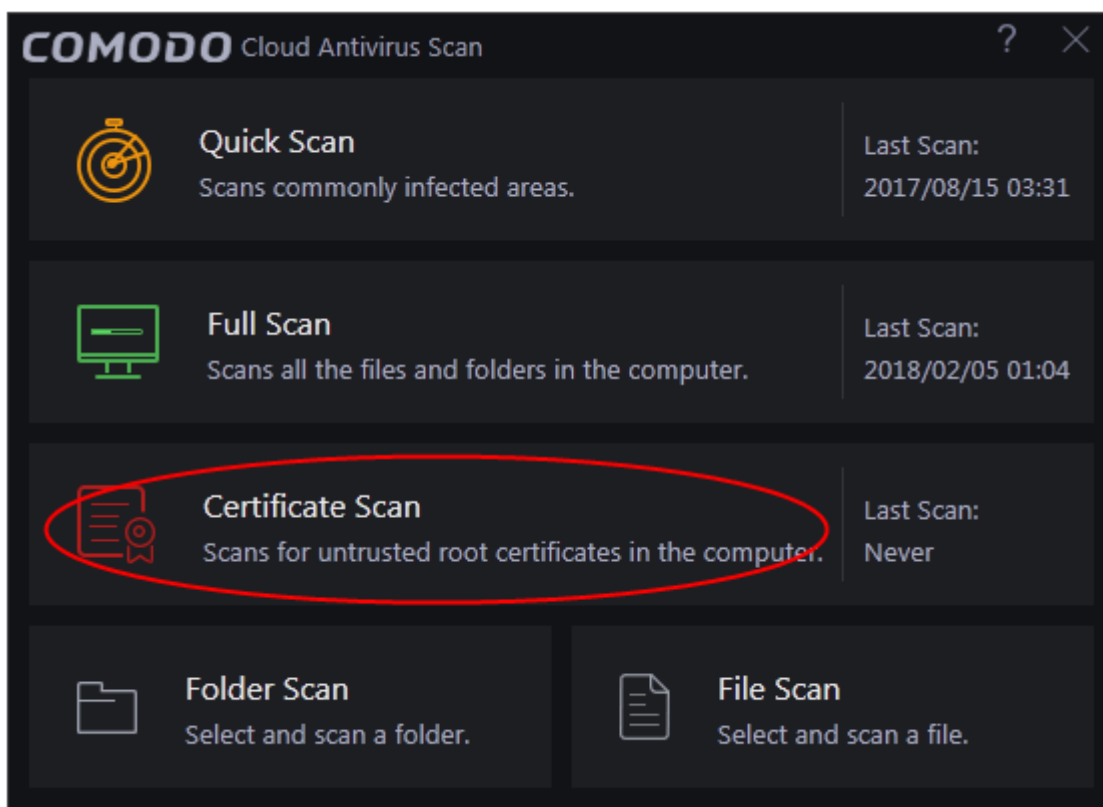 COMODO Cloud Antivirus Scan ?
Quick Scan
Scans commonly infected areas.
Last Scan:
2017/08/15 03:31
Full Scan
Scans all the files and folders in the computer.
Last Scan:
2018/02/05 01:04
Certificate Scan
Scans for untrusted root certificates in the computer.
Last Scan:
Never
Folder Scan
Select and scan a folder.
File Scan
Select and scan a file.